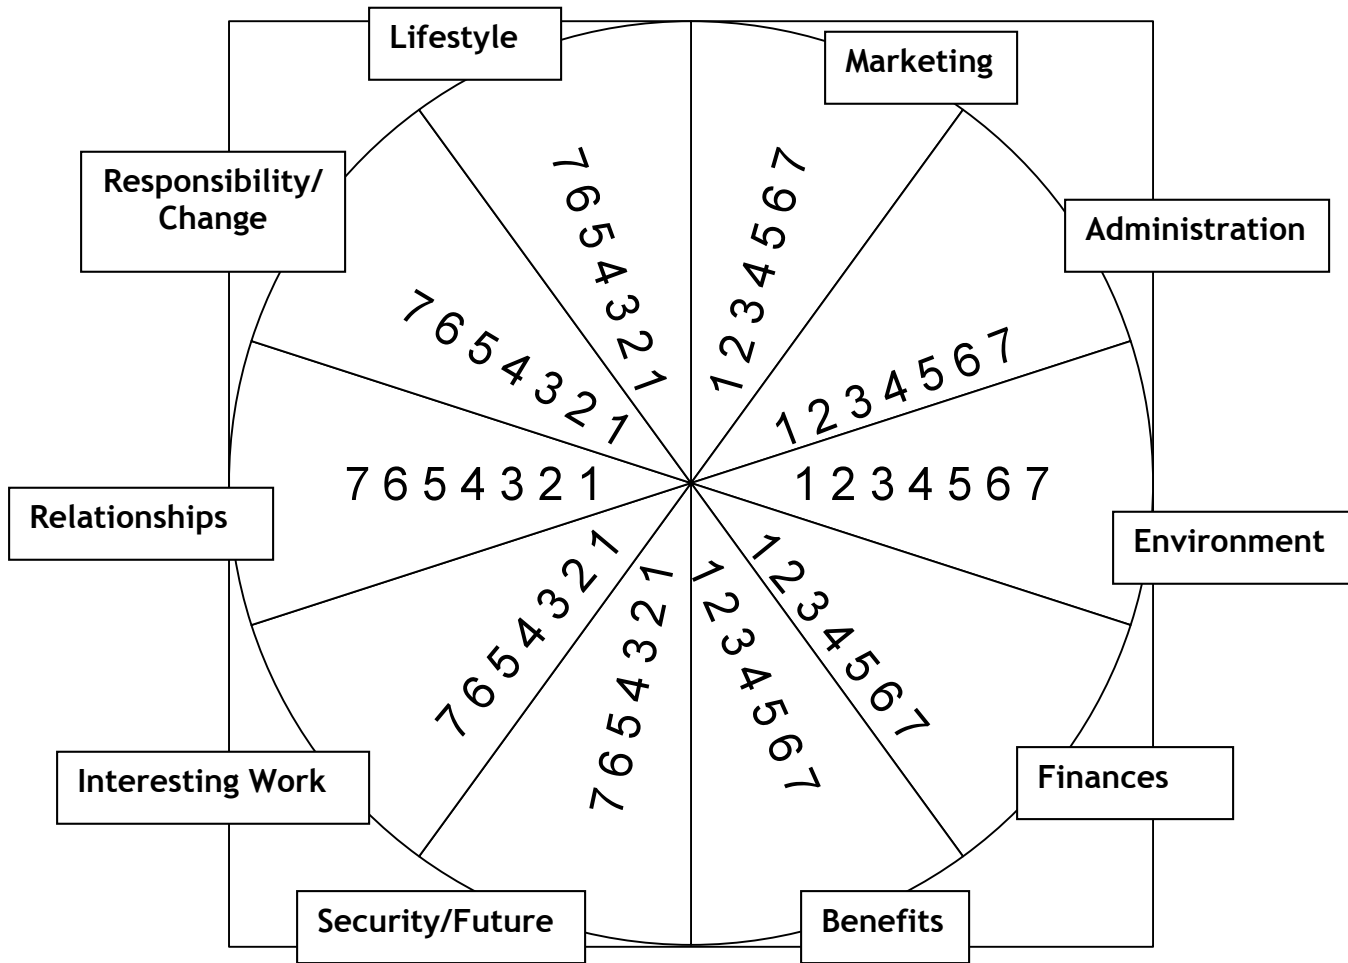 Lifestyle
Marketing
Responsibility/
Change
Administration
7 6 5 4 3 2 1
1 2 3 4 5 6 7
7 6 5 4 3 2 1
1 2 3 4 5 6 7
7 6 5 4 3 2 1
1 2 3 4 5 6 7
Relationships
Environment
7 6 5 4 3 2 1
7 6 5 4 3 2 1
1 2 3 4 5 6 7
1 2 3 4 5 6 7
Interesting Work
Finances
Security/Future
Benefits